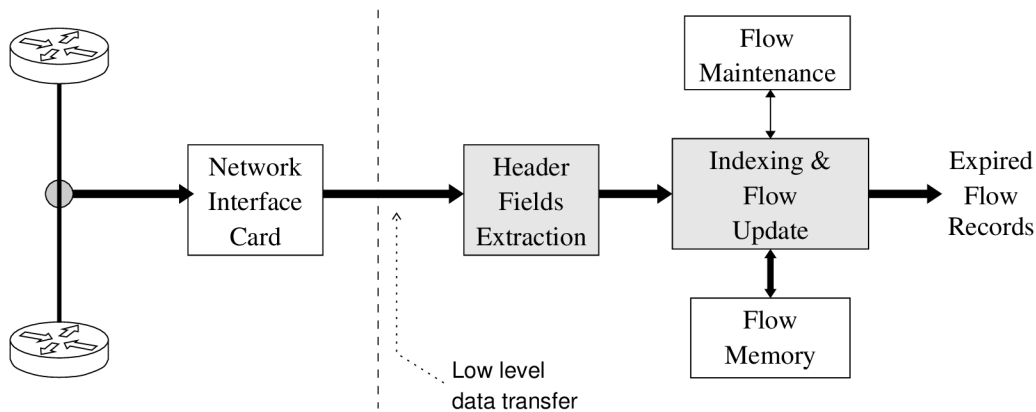 Flow
Maintenance
Network
Interface
Card
Header
Fields
Extraction
Indexing &
Flow
Update
Expired
Flow
Records
Flow
Memory
Low level
data transfer